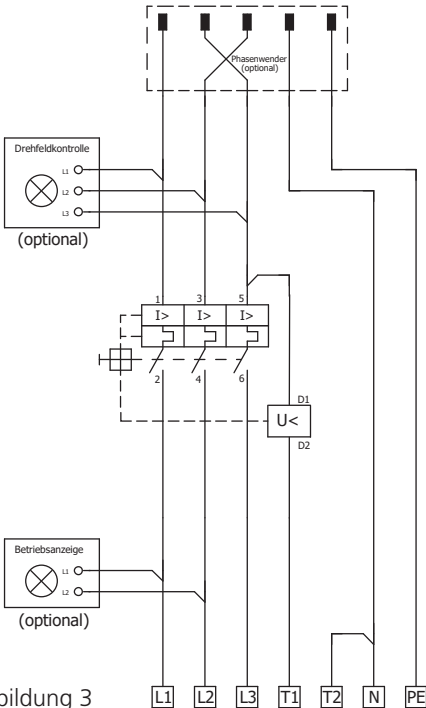 Phasenwender
(optional)
Drehfeldkontrolle
L1
L2
L3
(optional)
1 3 5
I> I> I>
2 4 6
D1
U<
D2
Betriebsanzeige
L1
L2
(optional)
bildung 3
L1 L2 L3 T1 T2 N PE